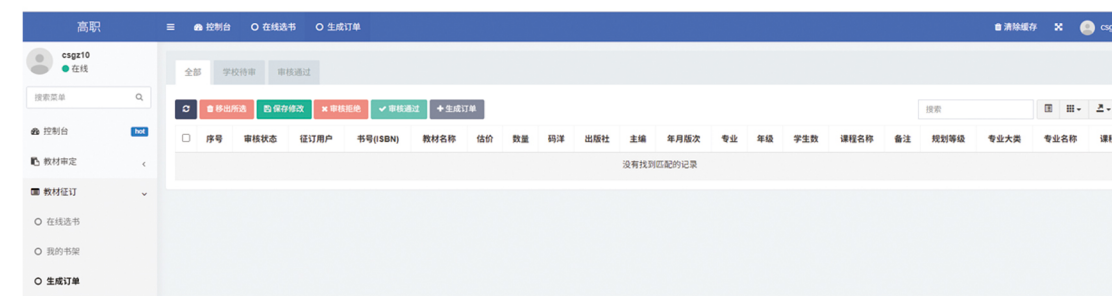 高职
控制台 在线选书 生成订单
清除缓存
csg
csgz10
在线
搜索菜单
控制台 hot
教材审定
教材征订
在线选书
我的书架
生成订单
全部 学校待审 审核通过
移出所选 保存修改 审核拒绝 审核通过 生成订单
搜索
序号 审核状态 征订用户 书号(ISBN) 教材名称 估价 数量 码洋 出版社 主编 年月版次 专业 年级 学生数 课程名称 备注 规划等级 专业大类 专业名称 课程
没有找到匹配的记录